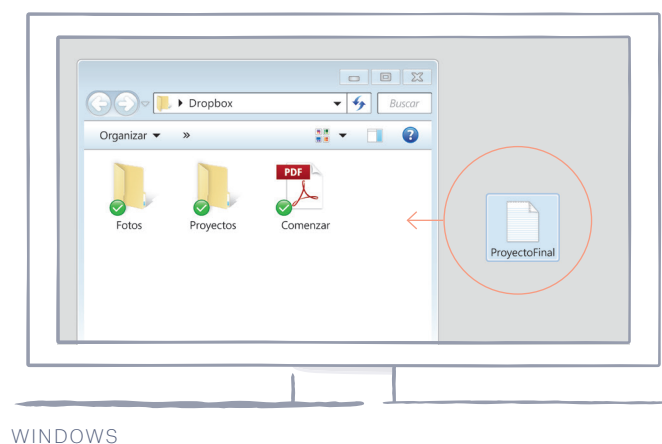 Dropbox
Buscar
Organizar
»
PDF
Fotos
Proyectos
Comenzar
ProyectoFinal
WINDOWS